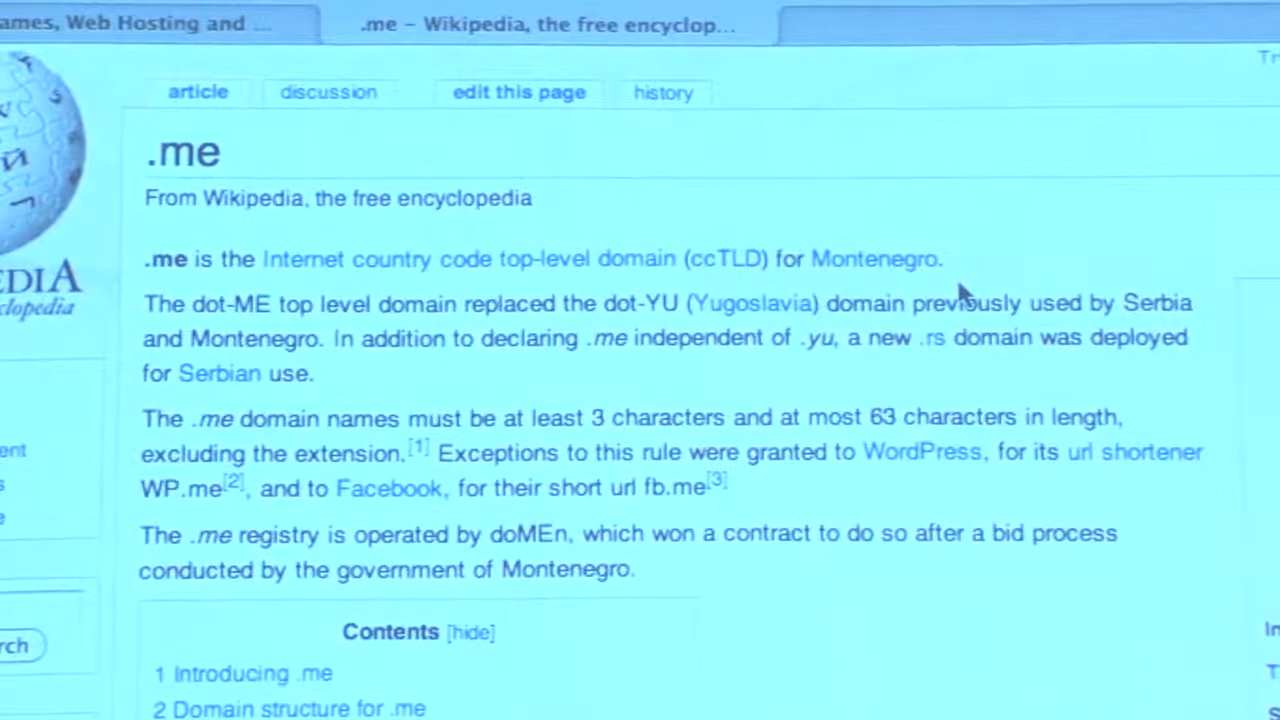 ames, Web Hosting and ...
.me – Wikipedia, the free encyclop...
article
discussion
edit this page
history
.me
From Wikipedia, the free encyclopedia
EDIA
clopedia
.me is the Internet country code top-level domain (ccTLD) for Montenegro.
The dot-ME top level domain replaced the dot-YU (Yugoslavia) domain previously used by Serbia
and Montenegro. In addition to declaring .me independent of .yu, a new .rs domain was deployed
for Serbian use.
The .me domain names must be at least 3 characters and at most 63 characters in length,
excluding the extension.[1] Exceptions to this rule were granted to WordPress, for its url shortener
WP.me[2], and to Facebook, for their short url fb.me[3]
The .me registry is operated by doMEn, which won a contract to do so after a bid process
conducted by the government of Montenegro.
Contents [hide]
1 Introducing .me
2 Domain structure for .me
ent
rch